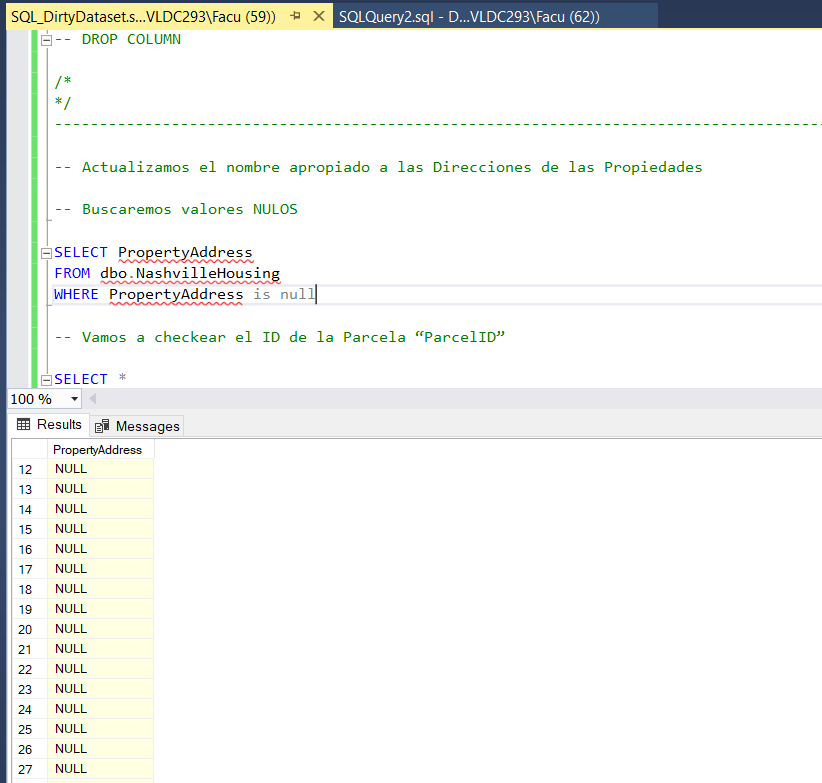 SQL_DirtyDataset.s...VLDC293\Facu (59)) SQLQuery2.sql - D...VLDC293\Facu (62))
-- DROP COLUMN
/*
*/
-------------------------------------------------------------------------------------
-- Actualizamos el nombre apropiado a las Direcciones de las Propiedades
-- Buscaremos valores NULOS
SELECT PropertyAddress
FROM dbo.NashvilleHousing
WHERE PropertyAddress is null
-- Vamos a checkear el ID de la Parcela “ParcelID”
SELECT *
100 %
Results Messages
PropertyAddress
12 NULL
13 NULL
14 NULL
15 NULL
16 NULL
17 NULL
18 NULL
19 NULL
20 NULL
21 NULL
22 NULL
23 NULL
24 NULL
25 NULL
26 NULL
27 NULL